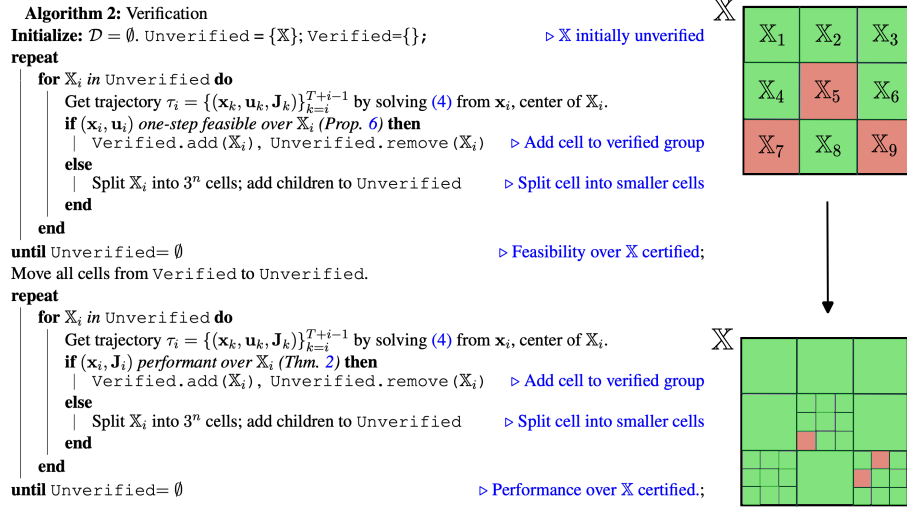 Algorithm 2: Verification
Initialize: 𝒟 = ∅. Unverified = {𝕏}; Verified={}; ▷ 𝕏 initially unverified
repeat
for 𝕏ᵢ in Unverified do
Get trajectory τᵢ = {(xₖ, uₖ, Jₖ)}_{k=i}^{T+i−1} by solving (4) from xᵢ, center of 𝕏ᵢ.
if (xᵢ, uᵢ) one-step feasible over 𝕏ᵢ (Prop. 6) then
Verified.add(𝕏ᵢ), Unverified.remove(𝕏ᵢ) ▷ Add cell to verified group
else
Split 𝕏ᵢ into 3ⁿ cells; add children to Unverified ▷ Split cell into smaller cells
end
end
until Unverified= ∅ ▷ Feasibility over 𝕏 certified;
Move all cells from Verified to Unverified.
repeat
for 𝕏ᵢ in Unverified do
Get trajectory τᵢ = {(xₖ, uₖ, Jₖ)}_{k=i}^{T+i−1} by solving (4) from xᵢ, center of 𝕏ᵢ.
if (xᵢ, Jᵢ) performant over 𝕏ᵢ (Thm. 2) then
Verified.add(𝕏ᵢ), Unverified.remove(𝕏ᵢ) ▷ Add cell to verified group
else
Split 𝕏ᵢ into 3ⁿ cells; add children to Unverified ▷ Split cell into smaller cells
end
end
until Unverified= ∅ ▷ Performance over 𝕏 certified.;
𝕏
𝕏₁ 𝕏₂ 𝕏₃
𝕏₄ 𝕏₅ 𝕏₆
𝕏₇ 𝕏₈ 𝕏₉
𝕏